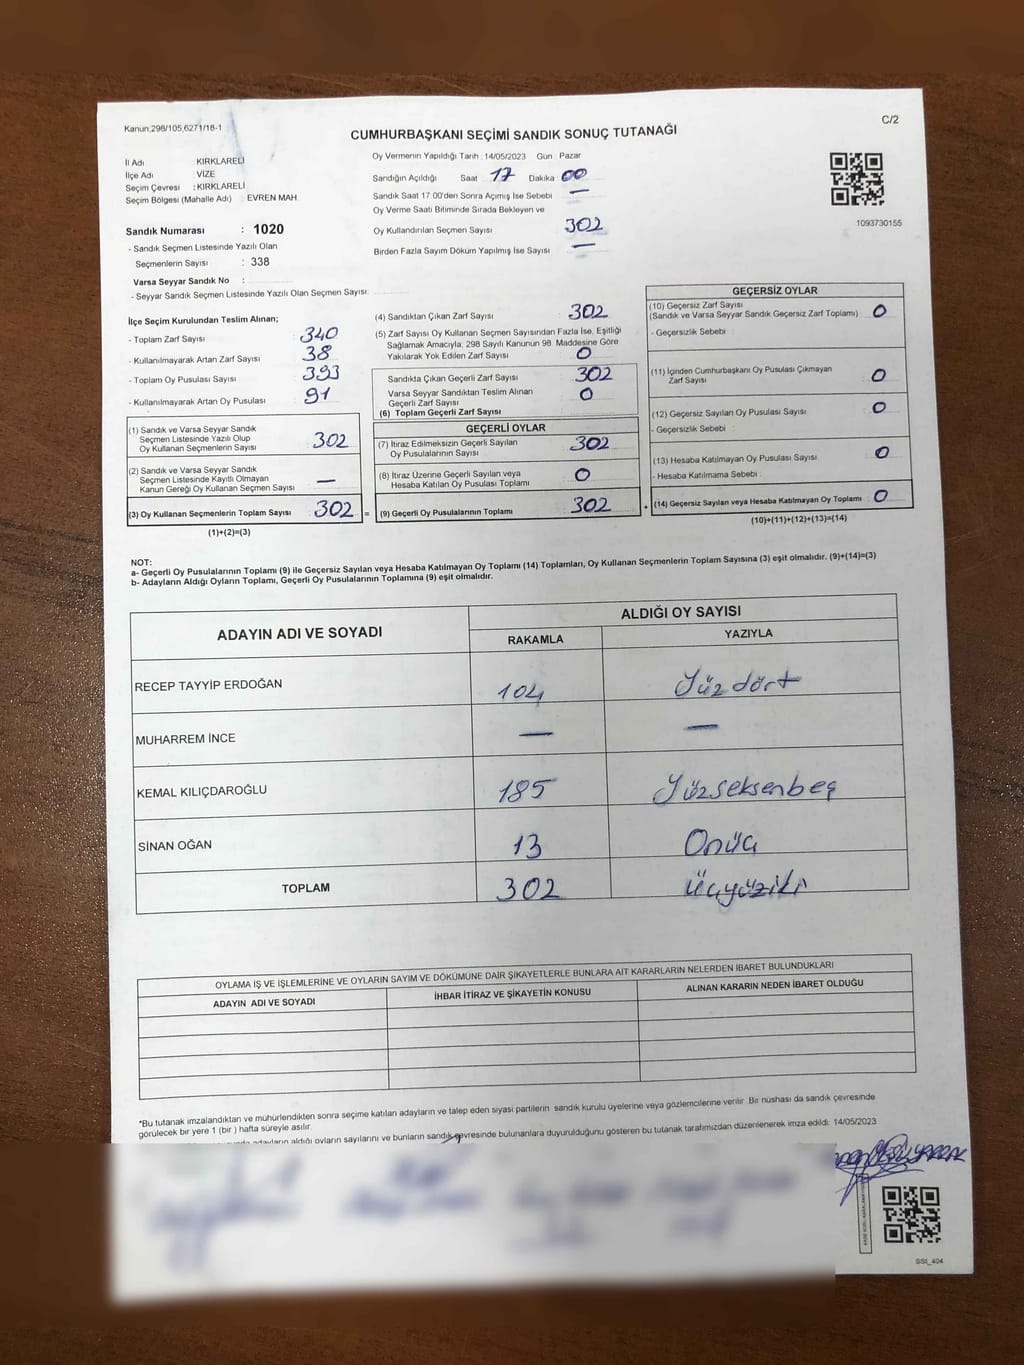 Kanun,298/105,6271/16-1
CUMHURBAŞKANI SEÇİMİ SANDIK SONUÇ TUTANAĞI
C/2
İl Adı KIRKLARELİ
İlçe Adı VİZE
Seçim Çevresi : KIRKLARELİ
Seçim Bölgesi (Mahalle Adı) : EVREN MAH
Sandık Numarası : 1020
- Sandık Seçmen Listesinde Yazılı Olan
Seçmenlerin Sayısı : 338
Varsa Seyyar Sandık No :
- Seyyar Sandık Seçmen Listesinde Yazılı Olan Seçmen Sayısı:
Oy Vermenin Yapıldığı Tarih : 14/05/2023 Gün : Pazar
Sandığın Açıldığı Saat 17 Dakika 00
Sandık Saat 17.00'den Sonra Açımış İse Sebebi —
Oy Verme Saati Bitiminde Sırada Bekleyen ve
Oy Kullandırılan Seçmen Sayısı 302
Birden Fazla Sayım Döküm Yapılmış İse Sayısı —
1093730155
İlçe Seçim Kurulundan Teslim Alınan;
- Toplam Zarf Sayısı 340
- Kullanılmayarak Artan Zarf Sayısı 38
- Toplam Oy Pusulası Sayısı 393
- Kullanılmayarak Artan Oy Pusulası 91
(1) Sandık ve Varsa Seyyar Sandık
Seçmen Listesinde Yazılı Olup
Oy Kullanan Seçmenlerin Sayısı 302
(2) Sandık ve Varsa Seyyar Sandık
Seçmen Listesinde Kayıtlı Olmayan
Kanun Gereği Oy Kullanan Seçmen Sayısı —
(3) Oy Kullanan Seçmenlerin Toplam Sayısı 302 =
(1)+(2)=(3)
(4) Sandıktan Çıkan Zarf Sayısı 302
(5) Zarf Sayısı Oy Kullanan Seçmen Sayısından Fazla İse, Eşitliği
Sağlamak Amacıyla, 298 Sayılı Kanunun 98. Maddesine Göre
Yakılarak Yok Edilen Zarf Sayısı 0
Sandıkta Çıkan Geçerli Zarf Sayısı 302
Varsa Seyyar Sandıktan Teslim Alınan
Geçerli Zarf Sayısı 0
(6) Toplam Geçerli Zarf Sayısı
GEÇERLİ OYLAR
(7) İtiraz Edilmeksizin Geçerli Sayılan
Oy Pusulalarının Sayısı 302
(8) İtiraz Üzerine Geçerli Sayılan veya
Hesaba Katılan Oy Pusulası Toplamı 0
(9) Geçerli Oy Pusulalarının Toplamı 302 +
GEÇERSİZ OYLAR
(10) Geçersiz Zarf Sayısı
(Sandık ve Varsa Seyyar Sandık Geçersiz Zarf Toplamı) 0
- Geçersizlik Sebebi :
(11) İçinden Cumhurbaşkanı Oy Pusulası Çıkmayan
Zarf Sayısı 0
(12) Geçersiz Sayılan Oy Pusulası Sayısı 0
- Geçersizlik Sebebi :
(13) Hesaba Katılmayan Oy Pusulası Sayısı 0
- Hesaba Katılmama Sebebi :
(14) Geçersiz Sayılan veya Hesaba Katılmayan Oy Toplamı 0
(10)+(11)+(12)+(13)=(14)
NOT:
a- Geçerli Oy Pusulalarının Toplamı (9) ile Geçersiz Sayılan veya Hesaba Katılmayan Oy Toplamı (14) Toplamları, Oy Kullanan Seçmenlerin Toplam Sayısına (3) eşit olmalıdır. (9)+(14)=(3)
b- Adayların Aldığı Oyların Toplamı, Geçerli Oy Pusulalarının Toplamına (9) eşit olmalıdır.
ADAYIN ADI VE SOYADI
ALDIĞI OY SAYISI
RAKAMLA YAZIYLA
RECEP TAYYİP ERDOĞAN 104 Yüzdört
MUHARREM İNCE — —
KEMAL KILIÇDAROĞLU 185 Yüzseksenbeş
SİNAN OĞAN 13 Onüç
TOPLAM 302 üçyüziki
OYLAMA İŞ VE İŞLEMLERİNE VE OYLARIN SAYIM VE DÖKÜMÜNE DAİR ŞİKAYETLERLE BUNLARA AİT KARARLARIN NELERDEN İBARET BULUNDUKLARI
ADAYIN ADI VE SOYADI İHBAR İTİRAZ VE ŞİKAYETİN KONUSU ALINAN KARARIN NEDEN İBARET OLDUĞU
*Bu tutanak imzalandıktan ve mühürlendikten sonra seçime katılan adayların ve talep eden siyasi partilerin sandık kurulu üyelerine veya gözlemcilerine verilir .Bir nüshası da sandık çevresinde
görülecek bir yere 1 (bir ) hafta süreyle asılır.
adayların aldığı oyların sayılarını ve bunların sandık çevresinde bulunanlara duyurulduğunu gösteren bu tutanak tarafımızdan düzenlenerek imza edildi. 14/05/2023
SSt_404